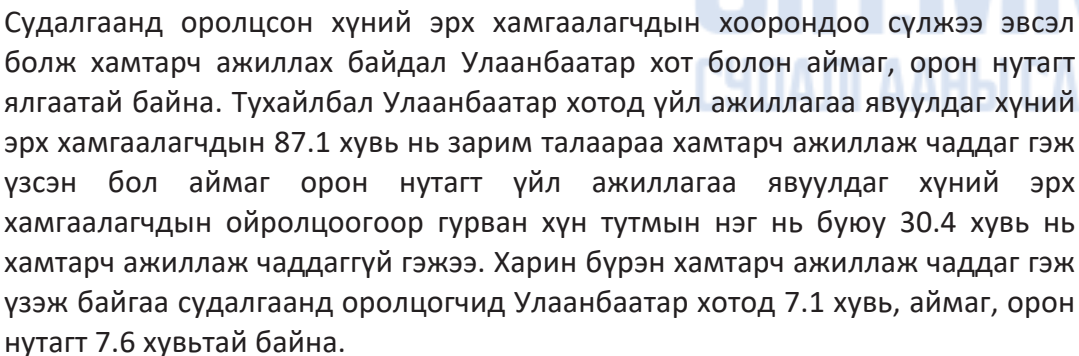 Судалгаанд оролцсон хүний эрх хамгаалагчдын хоорондоо сүлжээ эвсэл
болж хамтарч ажиллах байдал Улаанбаатар хот болон аймаг, орон нутагт
ялгаатай байна. Тухайлбал Улаанбаатар хотод үйл ажиллагаа явуулдаг хүний
эрх хамгаалагчдын 87.1 хувь нь зарим талаараа хамтарч ажиллаж чаддаг гэж
үзсэн бол аймаг орон нутагт үйл ажиллагаа явуулдаг хүний эрх
хамгаалагчдын ойролцоогоор гурван хүн тутмын нэг нь буюу 30.4 хувь нь
хамтарч ажиллаж чаддаггүй гэжээ. Харин бүрэн хамтарч ажиллаж чаддаг гэж
үзэж байгаа судалгаанд оролцогчид Улаанбаатар хотод 7.1 хувь, аймаг, орон
нутагт 7.6 хувьтай байна.